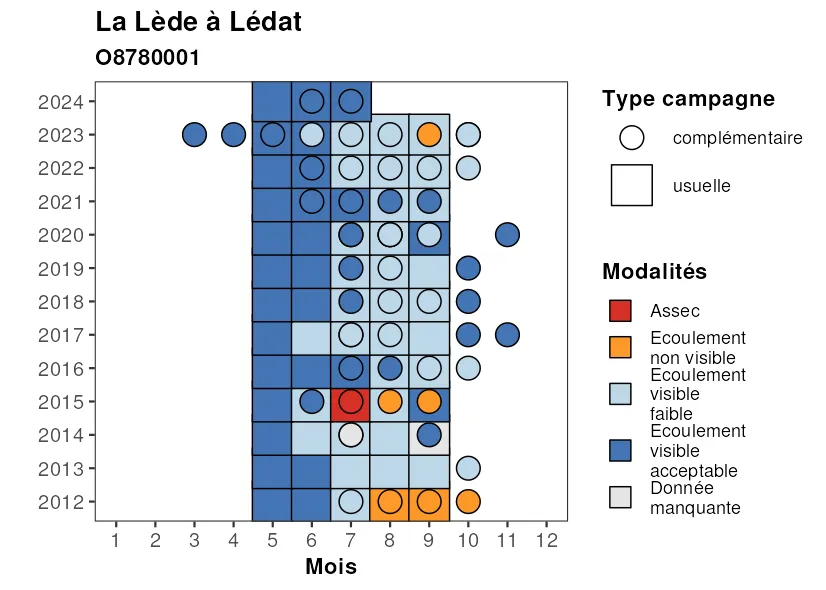 La Lède à Lédat
O8780001
2024
2023
2022
2021
2020
2019
2018
2017
2016
2015
2014
2013
2012
1 2 3 4 5 6 7 8 9 10 11 12
Mois
Type campagne
complémentaire
usuelle
Modalités
Assec
Ecoulement
non visible
Ecoulement
visible
faible
Ecoulement
visible
acceptable
Donnée
manquante